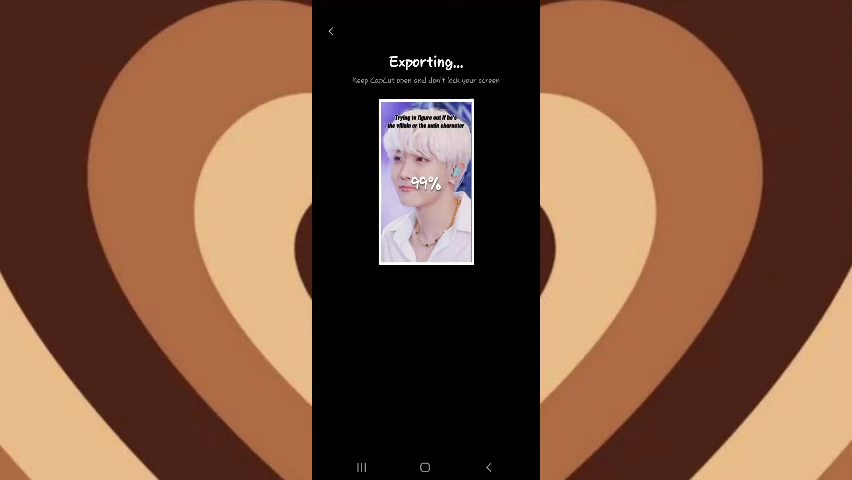 Exporting...
Keep CapCut open and don't lock your screen
Trying to figure out if he's
the villain or the main character
99%